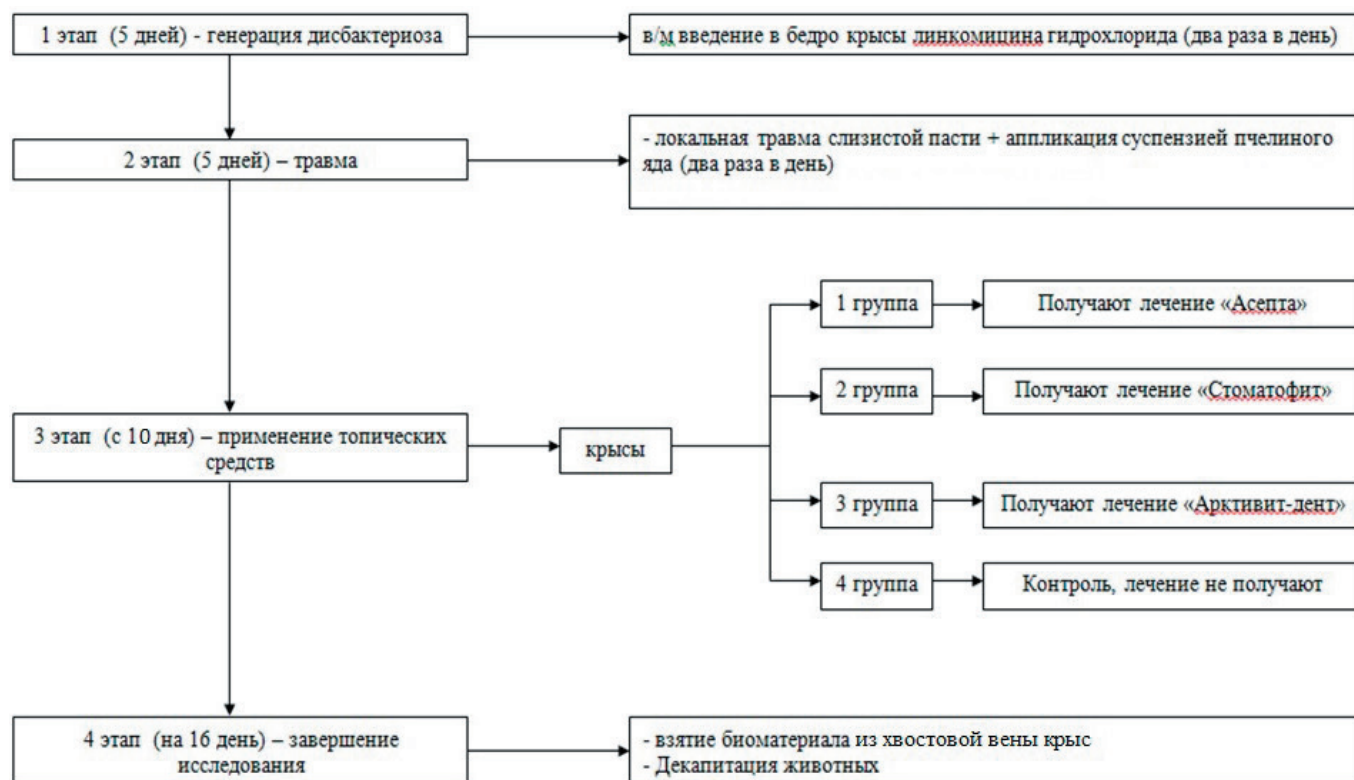 1 этап (5 дней) - генерация дисбактериоза
в/м введение в бедро крысы линкомицина гидрохлорида (два раза в день)
2 этап (5 дней) – травма
- локальная травма слизистой пасти + аппликация суспензией пчелиного
яда (два раза в день)
3 этап (с 10 дня) – применение топических
средств
крысы
1 группа
Получают лечение «Асепта»
2 группа
Получают лечение «Стоматофит»
3 группа
Получают лечение «Арктивит-дент»
4 группа
Контроль, лечение не получают
4 этап (на 16 день) – завершение
исследования
- взятие биоматериала из хвостовой вены крыс
- Декапитация животных